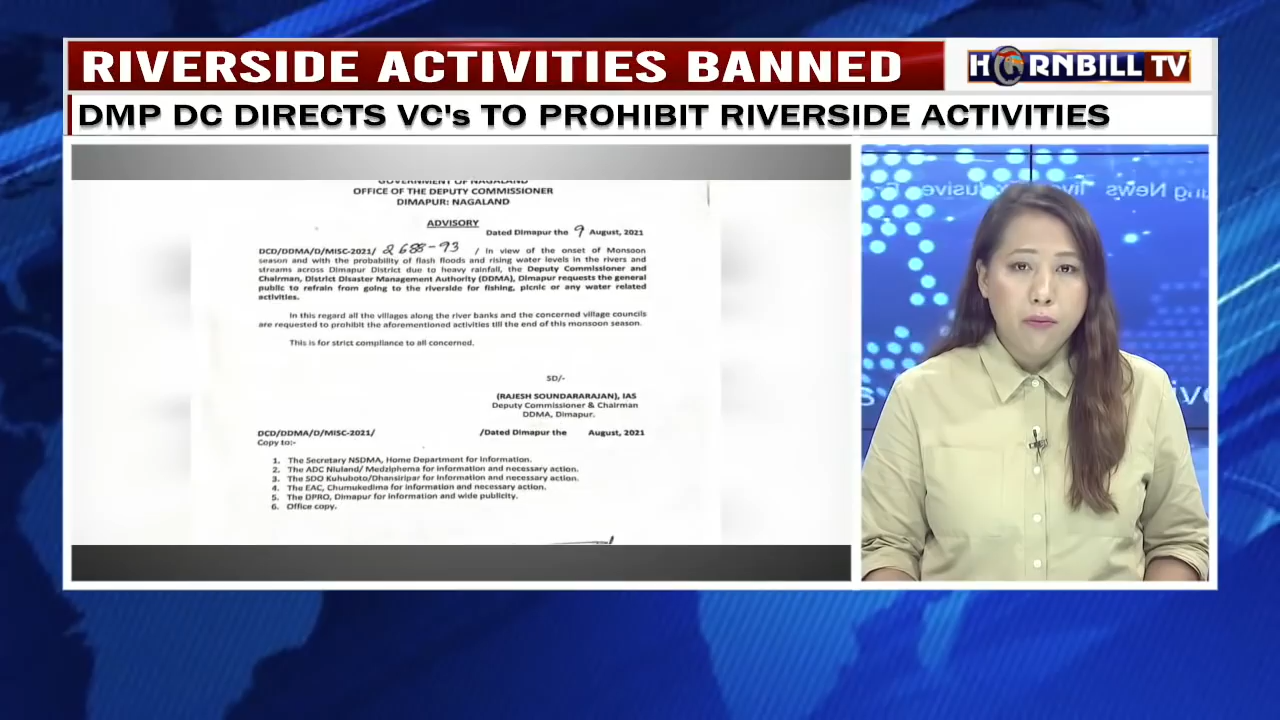 RIVERSIDE ACTIVITIES BANNED
HORNBILL TV
DMP DC DIRECTS VC's TO PROHIBIT RIVERSIDE ACTIVITIES
GOVERNMENT OF NAGALAND
OFFICE OF THE DEPUTY COMMISSIONER
DIMAPUR: NAGALAND
ADVISORY
Dated Dimapur the 9 August, 2021
DCD/DDMA/D/MISC-2021/ 2688-93 / In view of the onset of Monsoon
season and with the probability of flash floods and rising water levels in the rivers and
streams across Dimapur District due to heavy rainfall, the Deputy Commissioner and
Chairman, District Disaster Management Authority (DDMA), Dimapur requests the general
public to refrain from going to the riverside for fishing, picnic or any water related
activities.
In this regard all the villages along the river banks and the concerned village councils
are requested to prohibit the aforementioned activities till the end of this monsoon season.
This is for strict compliance to all concerned.
SD/-
(RAJESH SOUNDARARAJAN), IAS
Deputy Commissioner & Chairman
DDMA, Dimapur.
DCD/DDMA/D/MISC-2021/ /Dated Dimapur the August, 2021
Copy to:-
1. The Secretary NSDMA, Home Department for information.
2. The ADC Niuland/ Medziphema for information and necessary action.
3. The SDO Kuhuboto/Dhansiripar for information and necessary action.
4. The EAC, Chumukedima for information and necessary action.
5. The DPRO, Dimapur for information and wide publicity.
6. Office copy.
News